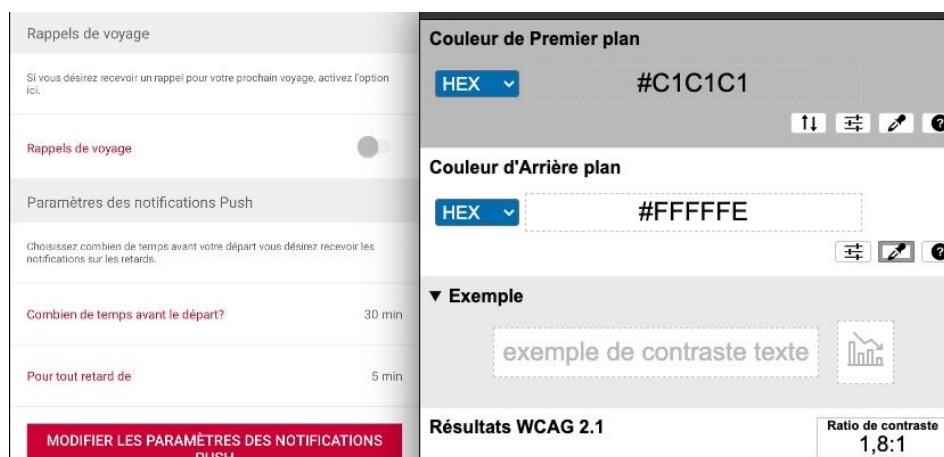 Rappels de voyage
Si vous désirez recevoir un rappel pour votre prochain voyage, activez l'option
ici.
Rappels de voyage
Paramètres des notifications Push
Choisissez combien de temps avant votre départ vous désirez recevoir les
notifications sur les retards.
Combien de temps avant le départ?
30 min
Pour tout retard de
5 min
MODIFIER LES PARAMÈTRES DES NOTIFICATIONS
PUSH
Couleur de Premier plan
HEX
#C1C1C1
?
Couleur d'Arrière plan
HEX
#FFFFFE
?
▼ Exemple
exemple de contraste texte
Résultats WCAG 2.1
Ratio de contraste
1,8:1